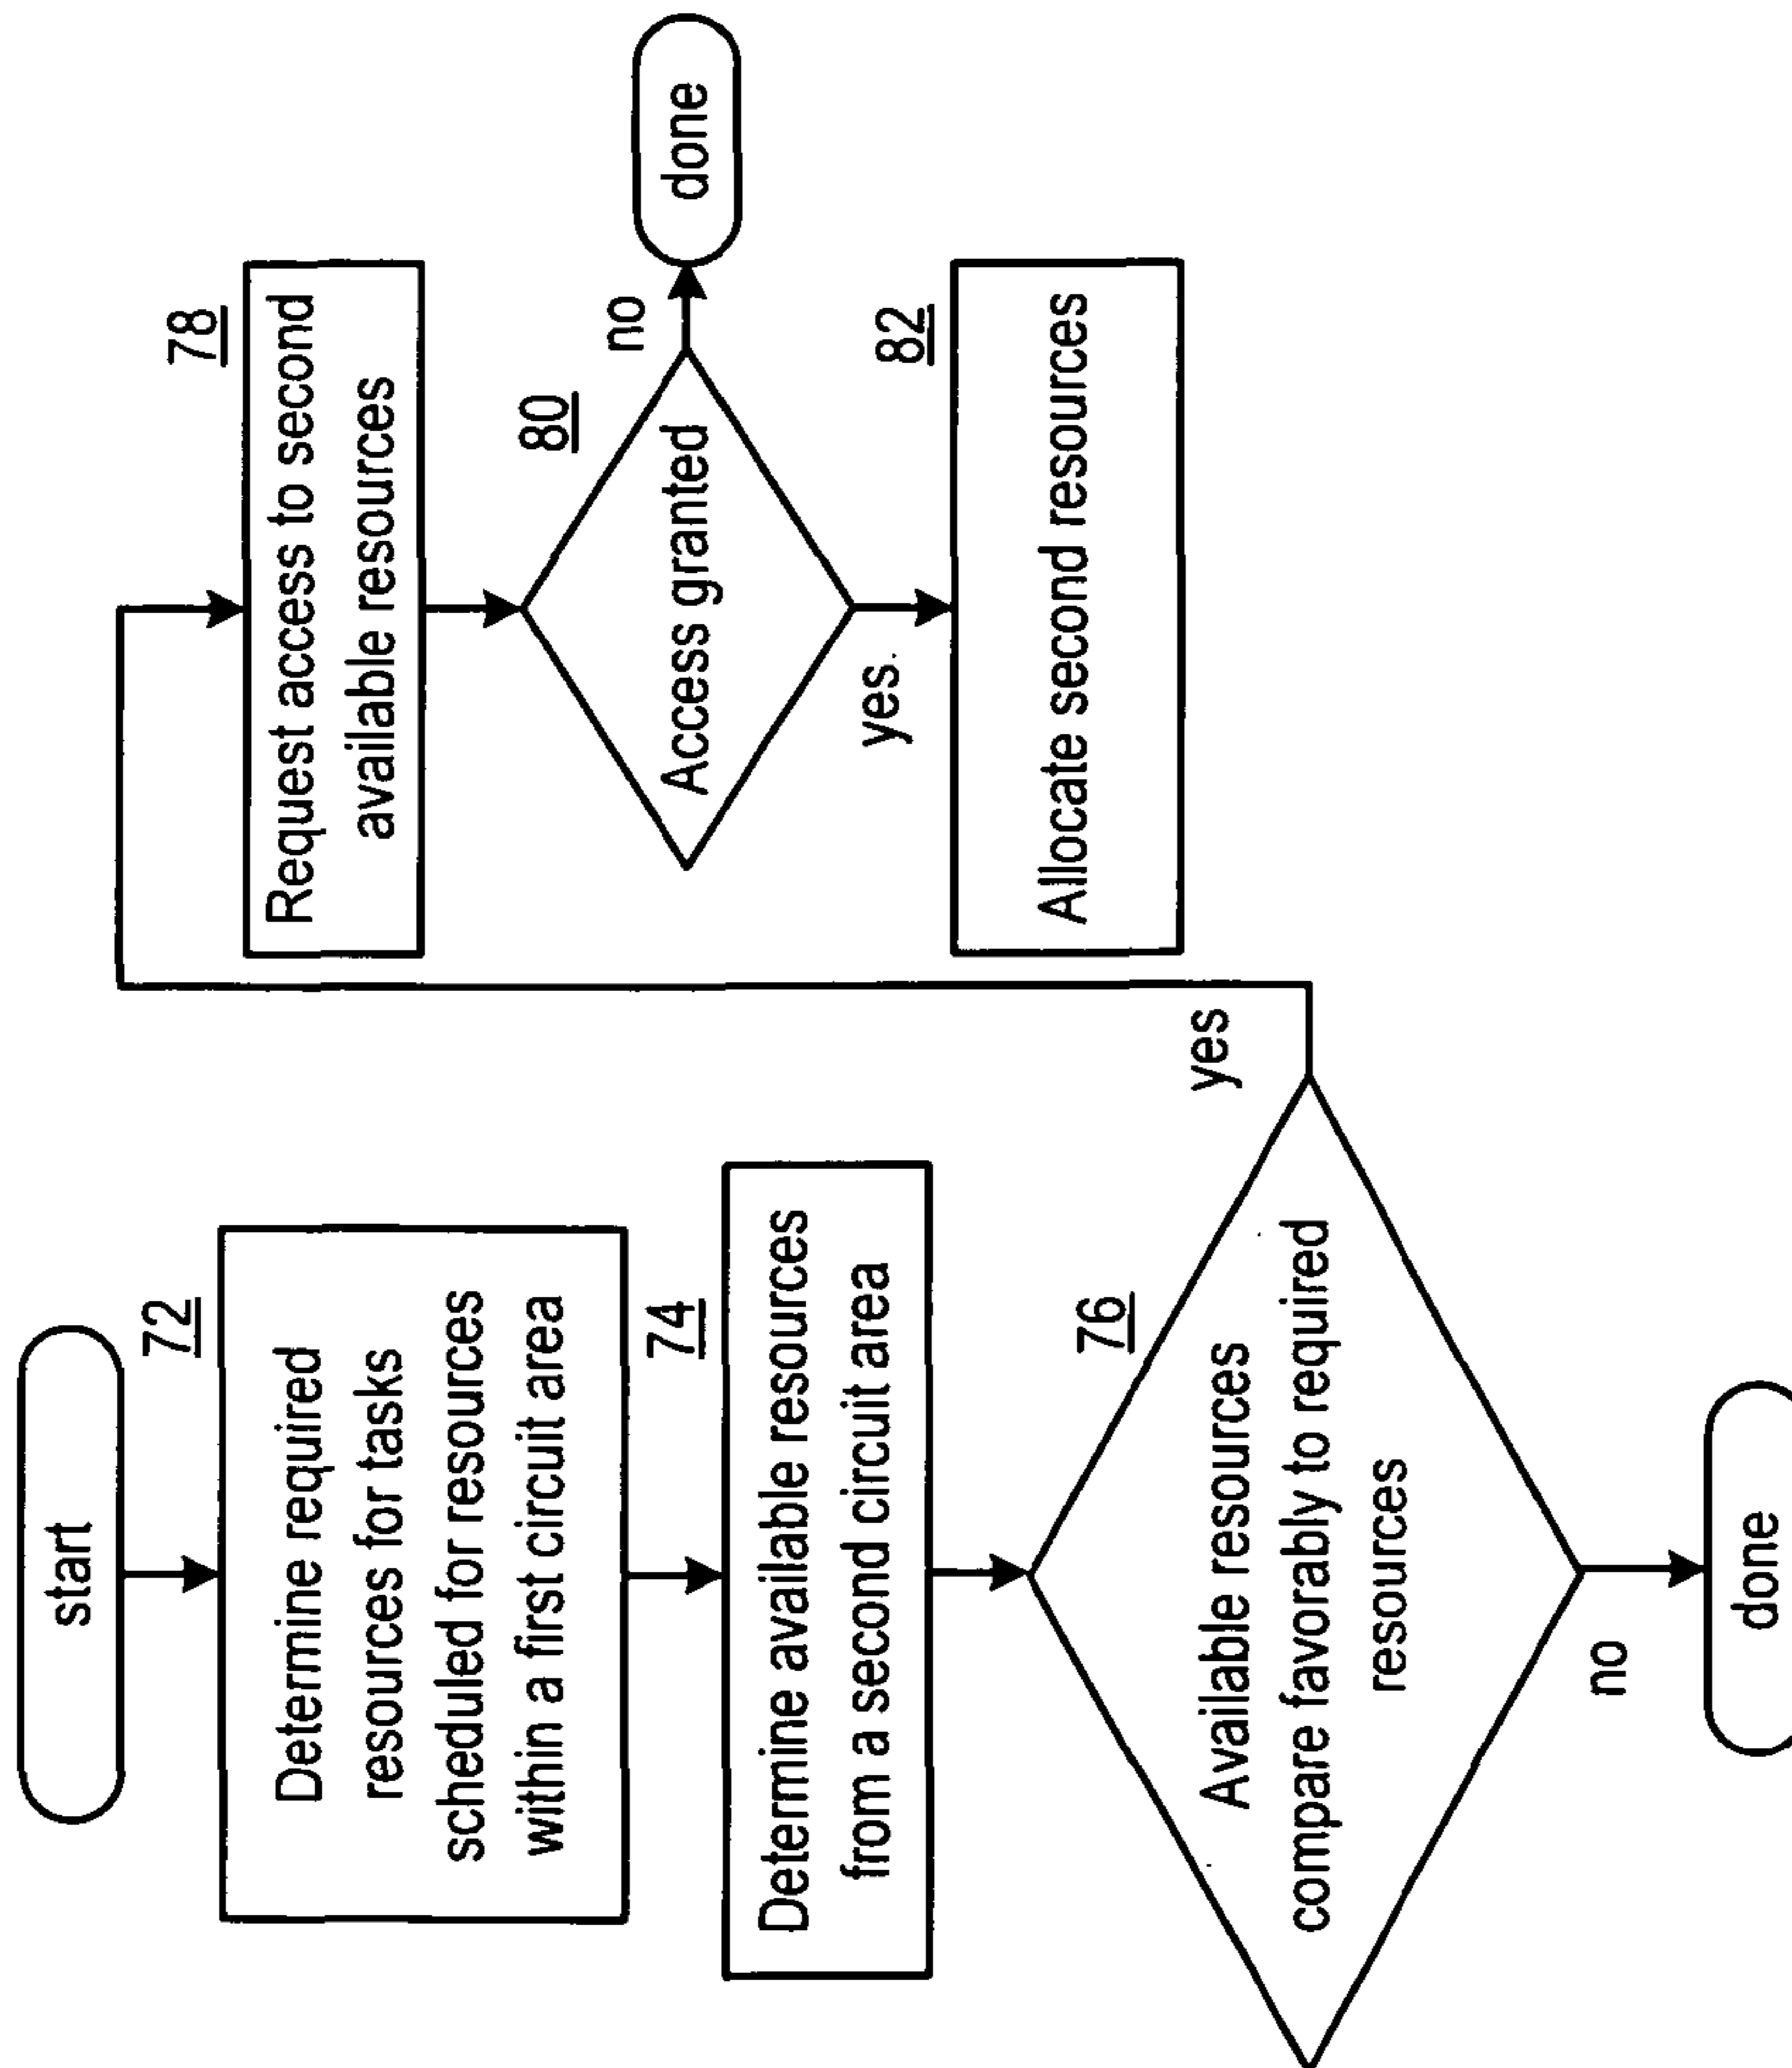 start
72
Determine required
resources for tasks
scheduled for resources
within a first circuit area
74
Determine available resources
from a second circuit area
76
Available resources
compare favorably to required
resources
yes
no
done
78
Request access to second
available resources
80
Access granted
no
done
yes
82
Allocate second resources